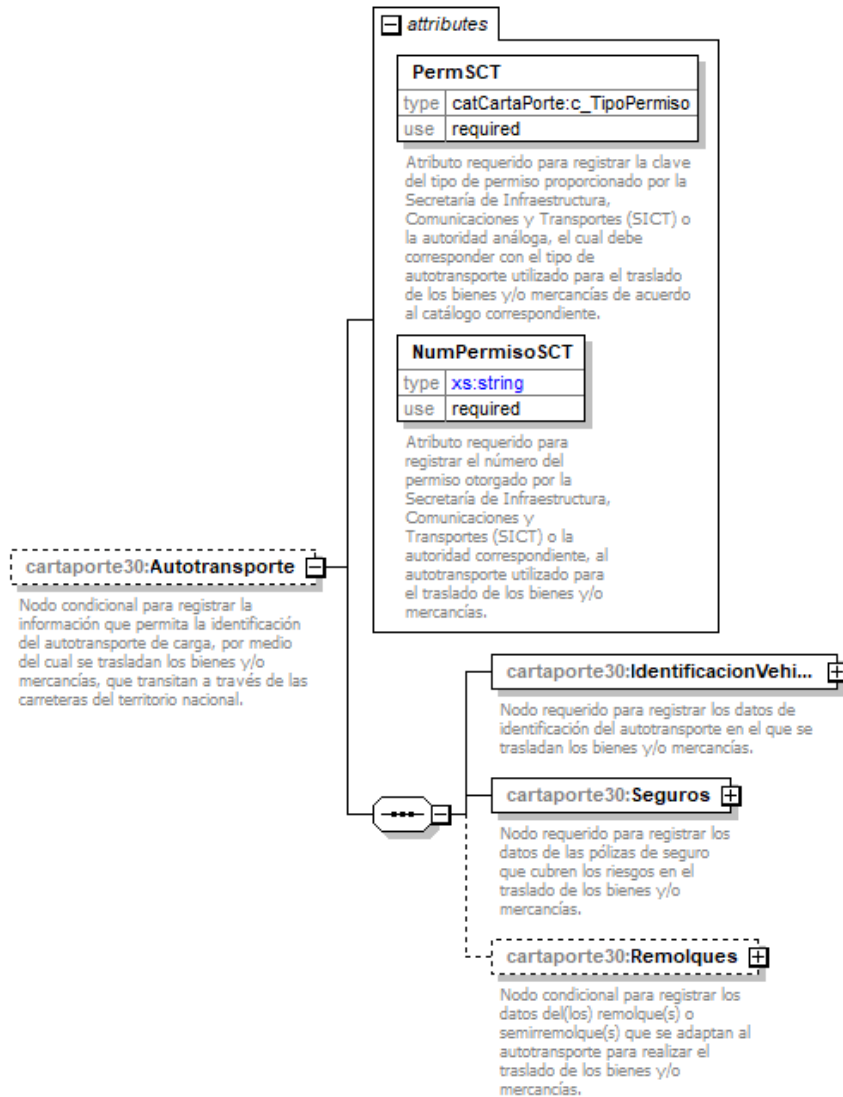 attributes
PermSCT
type catCartaPorte:c_TipoPermiso
use required
Atributo requerido para registrar la clave
del tipo de permiso proporcionado por la
Secretaría de Infraestructura,
Comunicaciones y Transportes (SICT) o
la autoridad análoga, el cual debe
corresponder con el tipo de
autotransporte utilizado para el traslado
de los bienes y/o mercancías de acuerdo
al catálogo correspondiente.
NumPermisoSCT
type xs:string
use required
Atributo requerido para
registrar el número del
permiso otorgado por la
Secretaría de Infraestructura,
Comunicaciones y
Transportes (SICT) o la
autoridad correspondiente, al
autotransporte utilizado para
el traslado de los bienes y/o
mercancías.
cartaporte30:Autotransporte
Nodo condicional para registrar la
información que permita la identificación
del autotransporte de carga, por medio
del cual se trasladan los bienes y/o
mercancías, que transitan a través de las
carreteras del territorio nacional.
cartaporte30:IdentificacionVehi...
Nodo requerido para registrar los datos de
identificación del autotransporte en el que se
trasladan los bienes y/o mercancías.
cartaporte30:Seguros
Nodo requerido para registrar los
datos de las pólizas de seguro
que cubren los riesgos en el
traslado de los bienes y/o
mercancías.
cartaporte30:Remolques
Nodo condicional para registrar los
datos del(los) remolque(s) o
semirremolque(s) que se adaptan al
autotransporte para realizar el
traslado de los bienes y/o
mercancías.